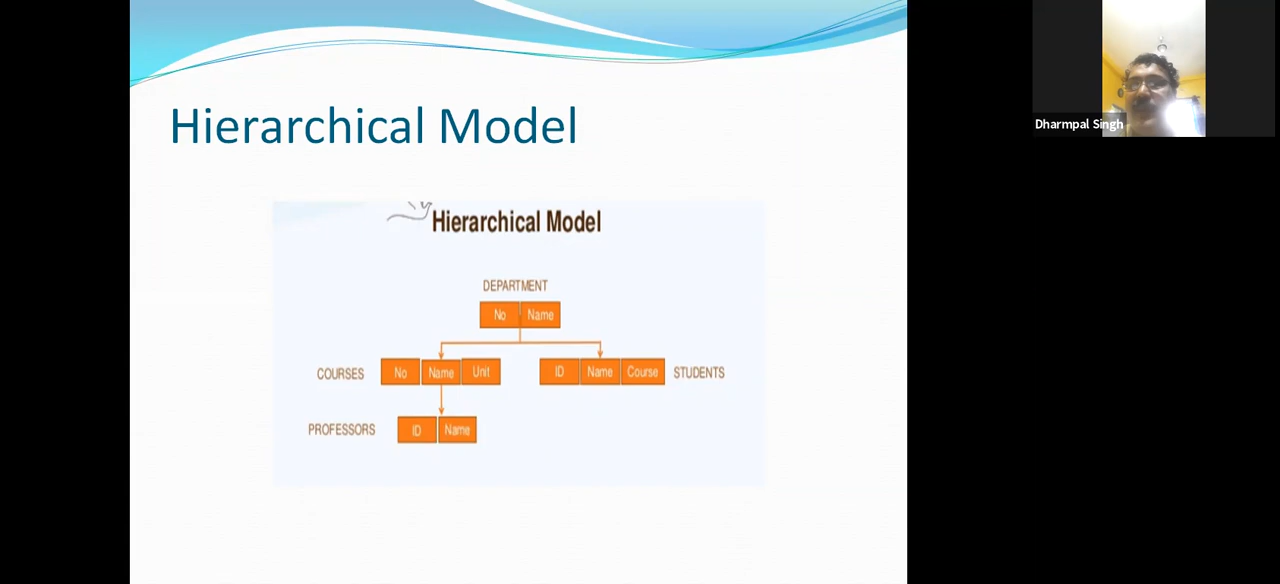 Hierarchical Model
Hierarchical Model
DEPARTMENT
No Name
COURSES No Name Unit ID Name Course STUDENTS
PROFESSORS ID Name
Dharmpal Singh